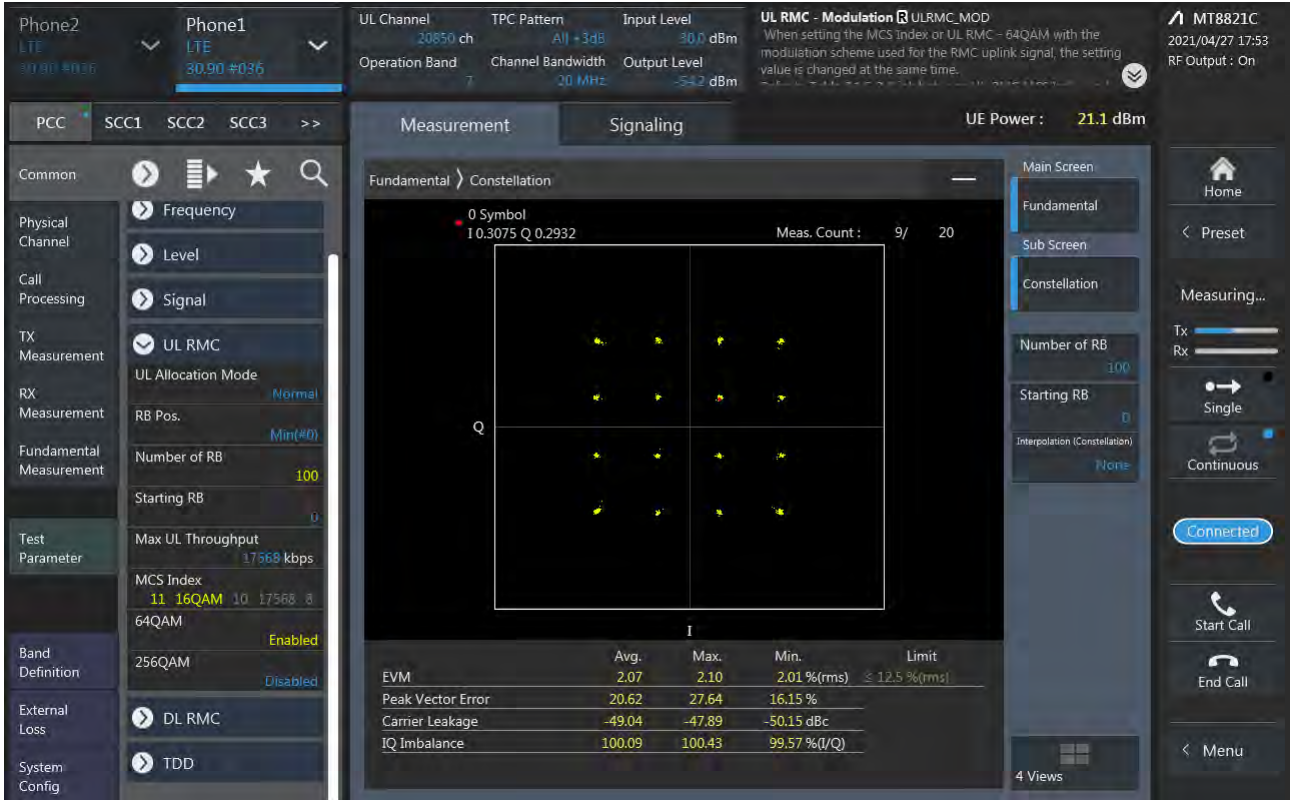 Phone2
LTE
30.90 #036
Phone1
LTE
30.90 #036
UL Channel
20850 ch
Operation Band
7
TPC Pattern
All +3dB
Channel Bandwidth
20 MHz
Input Level
30.0 dBm
Output Level
-54.2 dBm
UL RMC - Modulation R ULRMC_MOD
When setting the MCS Index or UL RMC - 64QAM with the
modulation scheme used for the RMC uplink signal, the setting
value is changed at the same time.
MT8821C
2021/04/27 17:53
RF Output : On
PCC SCC1 SCC2 SCC3 >>
Measurement
Signaling
UE Power : 21.1 dBm
Common
Physical
Channel
Call
Processing
TX
Measurement
RX
Measurement
Fundamental
Measurement
Test
Parameter
Band
Definition
External
Loss
System
Config
Frequency
Level
Signal
UL RMC
UL Allocation Mode
Normal
RB Pos.
Min(#0)
Number of RB
100
Starting RB
0
Max UL Throughput
17568 kbps
MCS Index
11 16QAM 10 17568 8
64QAM
Enabled
256QAM
Disabled
DL RMC
TDD
Fundamental 〉 Constellation
0 Symbol
I 0.3075 Q 0.2932
Meas. Count : 9/ 20
Q
I
Avg. Max. Min. Limit
EVM 2.07 2.10 2.01 %(rms) ≤ 12.5 %(rms)
Peak Vector Error 20.62 27.64 16.15 %
Carrier Leakage -49.04 -47.89 -50.15 dBc
IQ Imbalance 100.09 100.43 99.57 %(I/Q)
Main Screen
Fundamental
Sub Screen
Constellation
Number of RB
100
Starting RB
0
Interpolation (Constellation)
None
4 Views
Home
< Preset
Measuring...
Tx
Rx
Single
Continuous
Connected
Start Call
End Call
< Menu